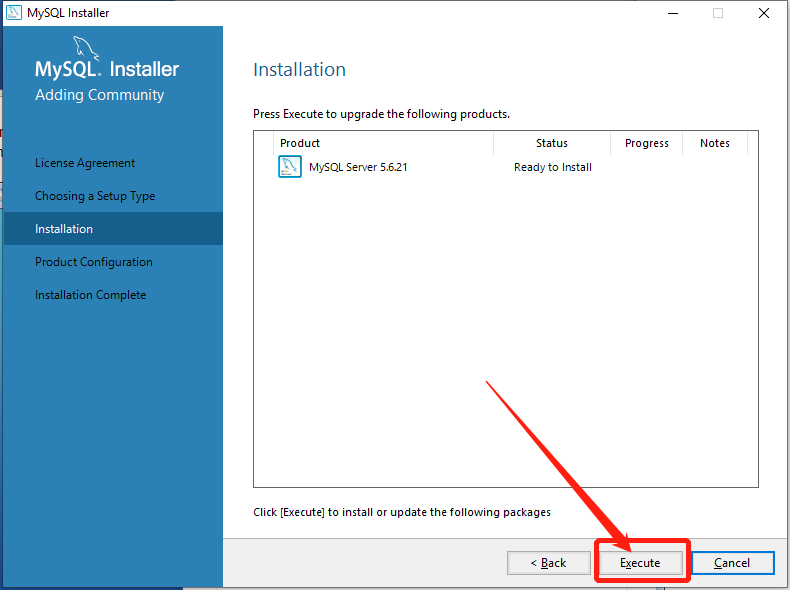 MySQL Installer
MySQL. Installer
Adding Community
License Agreement
Choosing a Setup Type
Installation
Product Configuration
Installation Complete
Installation
Press Execute to upgrade the following products.
Product Status Progress Notes
MySQL Server 5.6.21 Ready to Install
Click [Execute] to install or update the following packages
< Back Execute Cancel